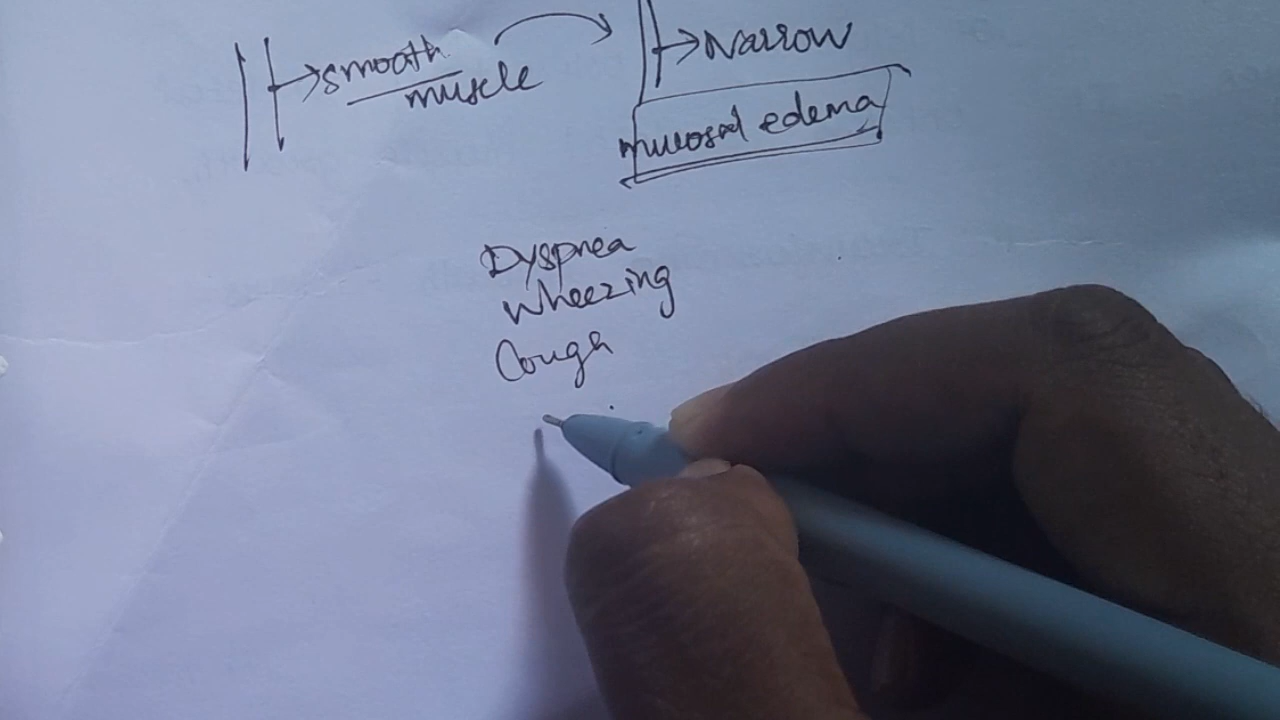 smooth
muscle
Narrow
mucosal edema
Dyspnea
Wheezing
Cough